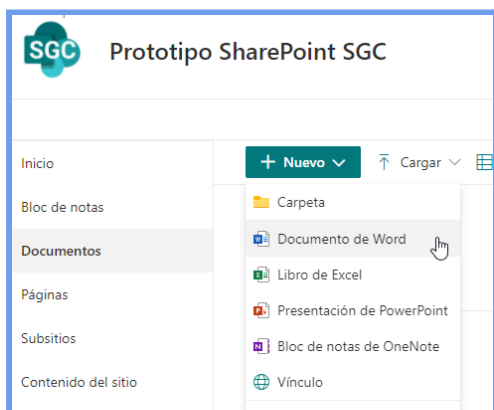 SGC Prototipo SharePoint SGC
Inicio
+ Nuevo Cargar
Bloc de notas
Carpeta
Documentos
Documento de Word
Libro de Excel
Páginas
Presentación de PowerPoint
Subsitios
Bloc de notas de OneNote
Contenido del sitio
Vínculo